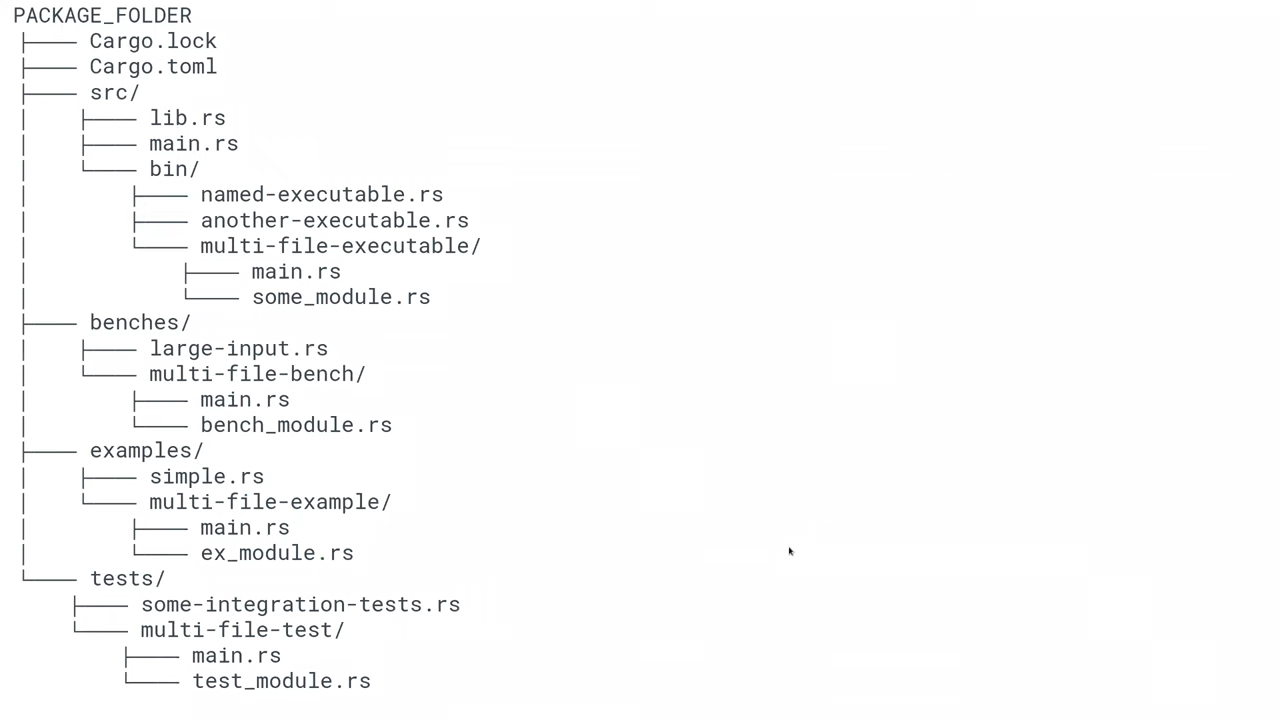 PACKAGE_FOLDER
├── Cargo.lock
├── Cargo.toml
├── src/
│   ├── lib.rs
│   ├── main.rs
│   └── bin/
│       ├── named-executable.rs
│       ├── another-executable.rs
│       └── multi-file-executable/
│           ├── main.rs
│           └── some_module.rs
├── benches/
│   ├── large-input.rs
│   └── multi-file-bench/
│       ├── main.rs
│       └── bench_module.rs
├── examples/
│   ├── simple.rs
│   └── multi-file-example/
│       ├── main.rs
│       └── ex_module.rs
└── tests/
    ├── some-integration-tests.rs
    └── multi-file-test/
        ├── main.rs
        └── test_module.rs